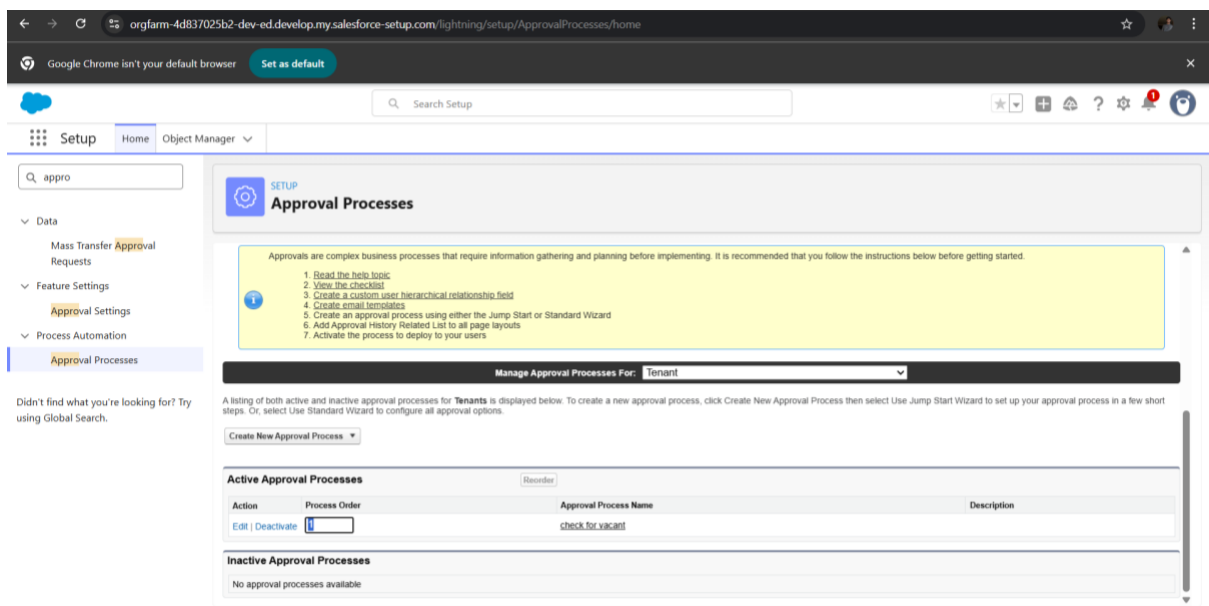 orgfarm-4d837025b2-dev-ed.develop.my.salesforce-setup.com/lightning/setup/ApprovalProcesses/home
Google Chrome isn't your default browser Set as default
Search Setup
1
Setup Home Object Manager
appro
Data
Mass Transfer Approval
Requests
Feature Settings
Approval Settings
Process Automation
Approval Processes
Didn't find what you're looking for? Try
using Global Search.
SETUP
Approval Processes
Approvals are complex business processes that require information gathering and planning before implementing. It is recommended that you follow the instructions below before getting started.
1. Read the help topic
2. View the checklist
3. Create a custom user hierarchical relationship field
4. Create email templates
5. Create an approval process using either the Jump Start or Standard Wizard
6. Add Approval History Related List to all page layouts
7. Activate the process to deploy to your users
Manage Approval Processes For: Tenant
A listing of both active and inactive approval processes for Tenants is displayed below. To create a new approval process, click Create New Approval Process then select Use Jump Start Wizard to set up your approval process in a few short
steps. Or, select Use Standard Wizard to configure all approval options.
Create New Approval Process
Active Approval Processes Reorder
Action Process Order Approval Process Name Description
Edit | Deactivate 1 check for vacant
Inactive Approval Processes
No approval processes available